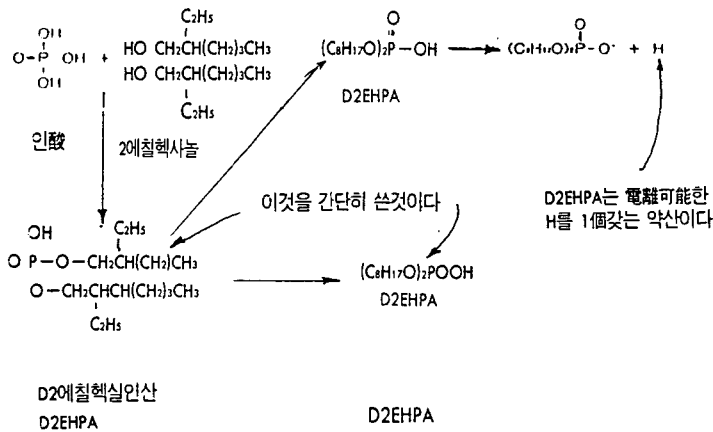 C₂H₅
OH
O-P-OH +
OH
HO CH₂CH(CH₂)₃CH₃
HO CH₂CH(CH₂)₃CH₃
C₂H₅
인酸
2에칠헥사놀
O
(C₈H₁₇O)₂P-OH
D2EHPA
O
P-O + H
D2EHPA는 電離可能한
H를 1個갖는 약산이다
이것을 간단히 쓴것이다
OH
C₂H₅
O P-O-CH₂CH(CH₂)CH₃
O-CH₂CHCH(CH₂)₃CH₃
C₂H₅
(C₈H₁₇O)₂POOH
D2EHPA
D2에칠헥실인산
D2EHPA
D2EHPA